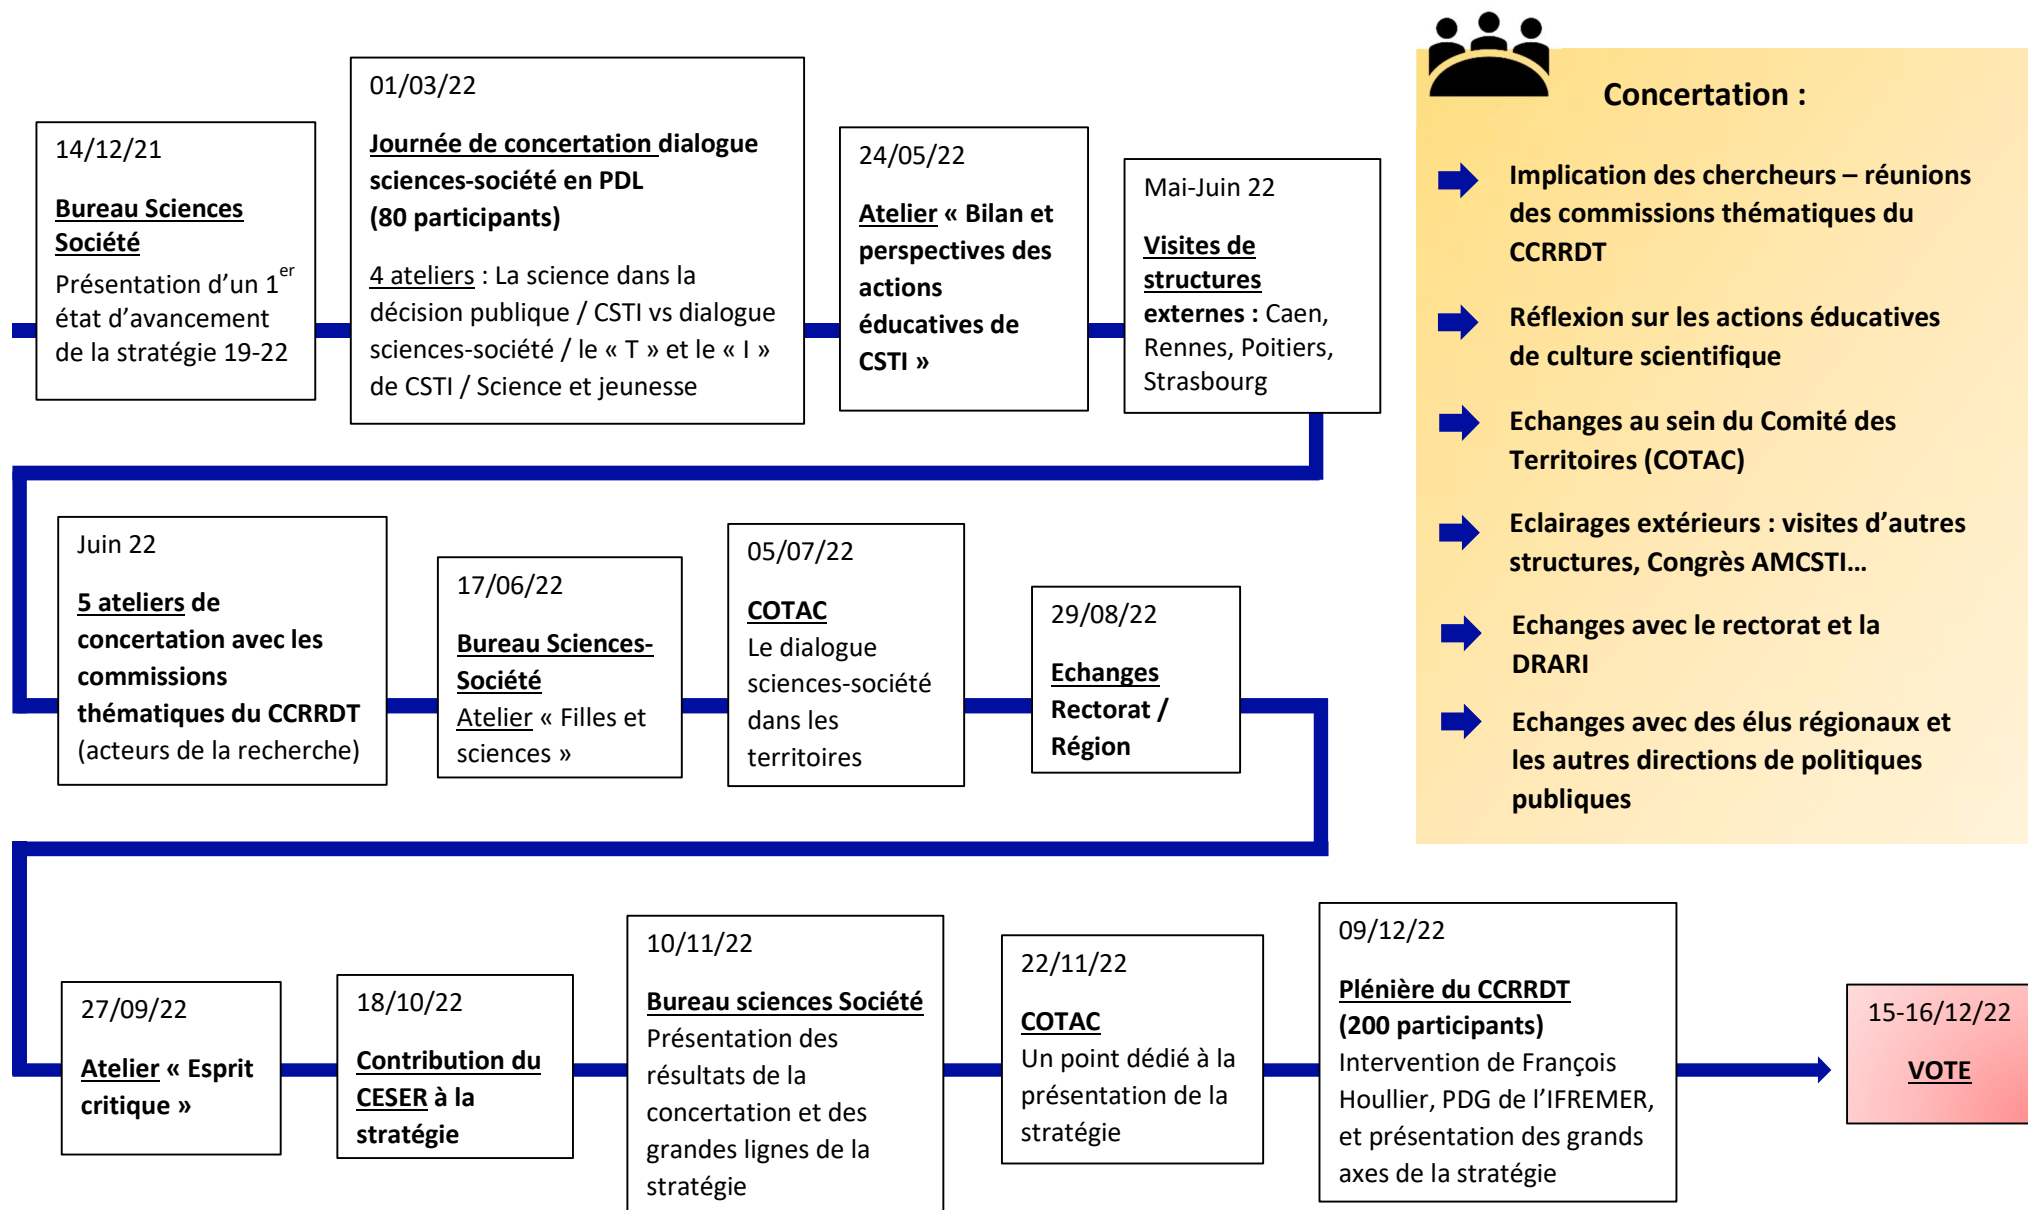 14/12/21
Bureau Sciences
Société
Présentation d’un 1er
état d’avancement
de la stratégie 19-22
01/03/22
Journée de concertation dialogue
sciences-société en PDL
(80 participants)
4 ateliers : La science dans la
décision publique / CSTI vs dialogue
sciences-société / le « T » et le « I »
de CSTI / Science et jeunesse
24/05/22
Atelier « Bilan et
perspectives des
actions
éducatives de
CSTI »
Mai-Juin 22
Visites de
structures
externes : Caen,
Rennes, Poitiers,
Strasbourg
Juin 22
5 ateliers de
concertation avec les
commissions
thématiques du CCRRDT
(acteurs de la recherche)
17/06/22
Bureau Sciences-
Société
Atelier « Filles et
sciences »
05/07/22
COTAC
Le dialogue
sciences-société
dans les
territoires
29/08/22
Echanges
Rectorat /
Région
27/09/22
Atelier « Esprit
critique »
18/10/22
Contribution du
CESER à la
stratégie
10/11/22
Bureau sciences Société
Présentation des
résultats de la
concertation et des
grandes lignes de la
stratégie
22/11/22
COTAC
Un point dédié à la
présentation de la
stratégie
09/12/22
Plénière du CCRRDT
(200 participants)
Intervention de François
Houllier, PDG de l’IFREMER,
et présentation des grands
axes de la stratégie
15-16/12/22
VOTE
Concertation :
Implication des chercheurs – réunions
des commissions thématiques du
CCRRDT
Réflexion sur les actions éducatives
de culture scientifique
Echanges au sein du Comité des
Territoires (COTAC)
Eclairages extérieurs : visites d’autres
structures, Congrès AMCSTI…
Echanges avec le rectorat et la
DRARI
Echanges avec des élus régionaux et
les autres directions de politiques
publiques